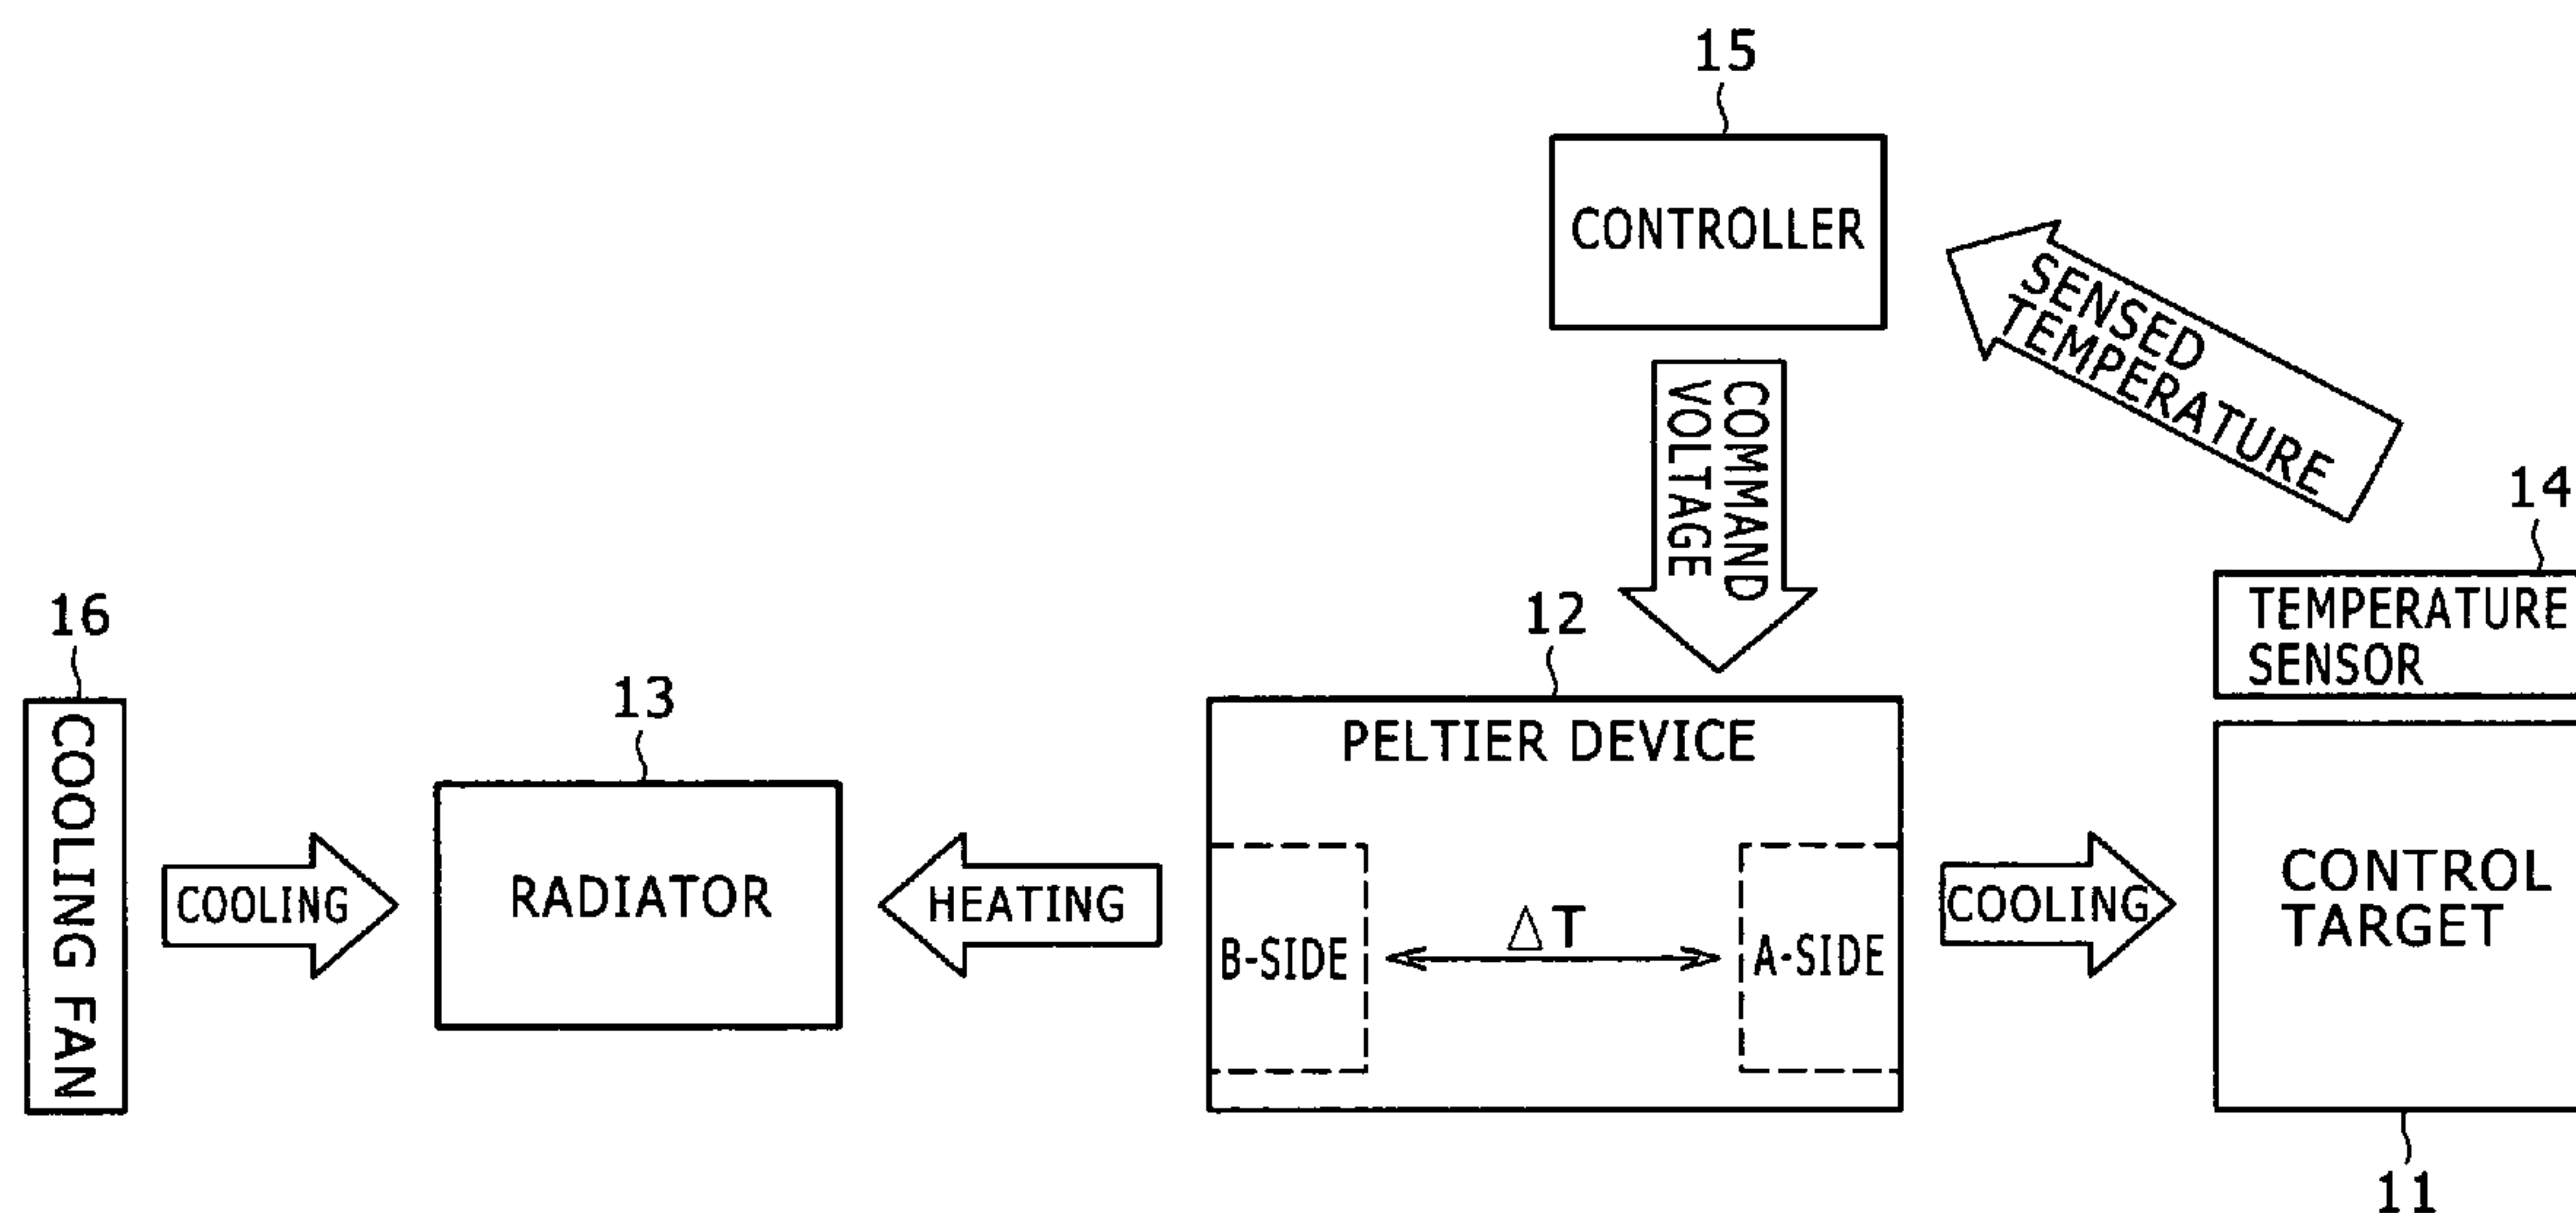 15
CONTROLLER
SENSED
TEMPERATURE
COMMAND
VOLTAGE
14
TEMPERATURE
SENSOR
16
COOLING FAN
13
12
PELTIER DEVICE
COOLING
RADIATOR
HEATING
B-SIDE
△T
A-SIDE
COOLING
CONTROL
TARGET
11